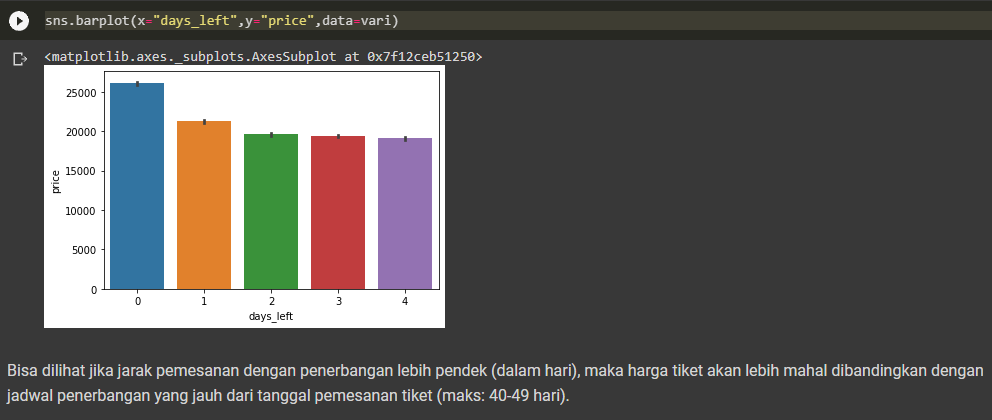 sns.barplot(x="days_left",y="price",data=vari)
<matplotlib.axes._subplots.AxesSubplot at 0x7f12ceb51250>
25000
20000
15000
10000
5000
0
price
0 1 2 3 4
days_left
Bisa dilihat jika jarak pemesanan dengan penerbangan lebih pendek (dalam hari), maka harga tiket akan lebih mahal dibandingkan dengan
jadwal penerbangan yang jauh dari tanggal pemesanan tiket (maks: 40-49 hari).